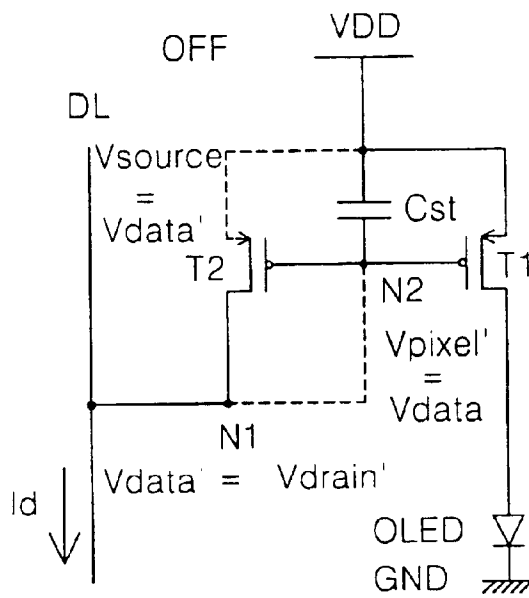 OFF
VDD
DL
Vsource
=
Vdata'
Cst
T2
T1
N2
Vpixel'
=
Vdata
N1
Vdata' = Vdrain'
Id
OLED
GND